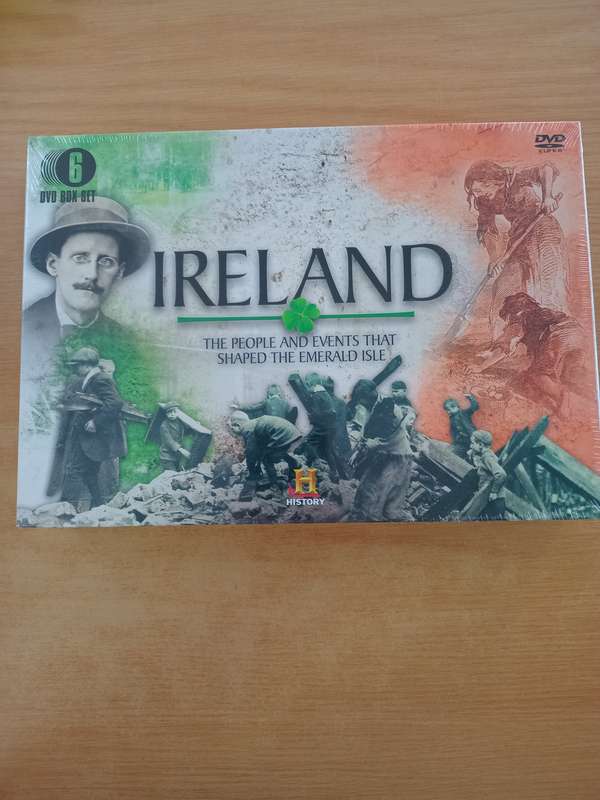 6
DVD BOX SET
DVD
IRELAND
THE PEOPLE AND EVENTS THAT
SHAPED THE EMERALD ISLE
H
HISTORY